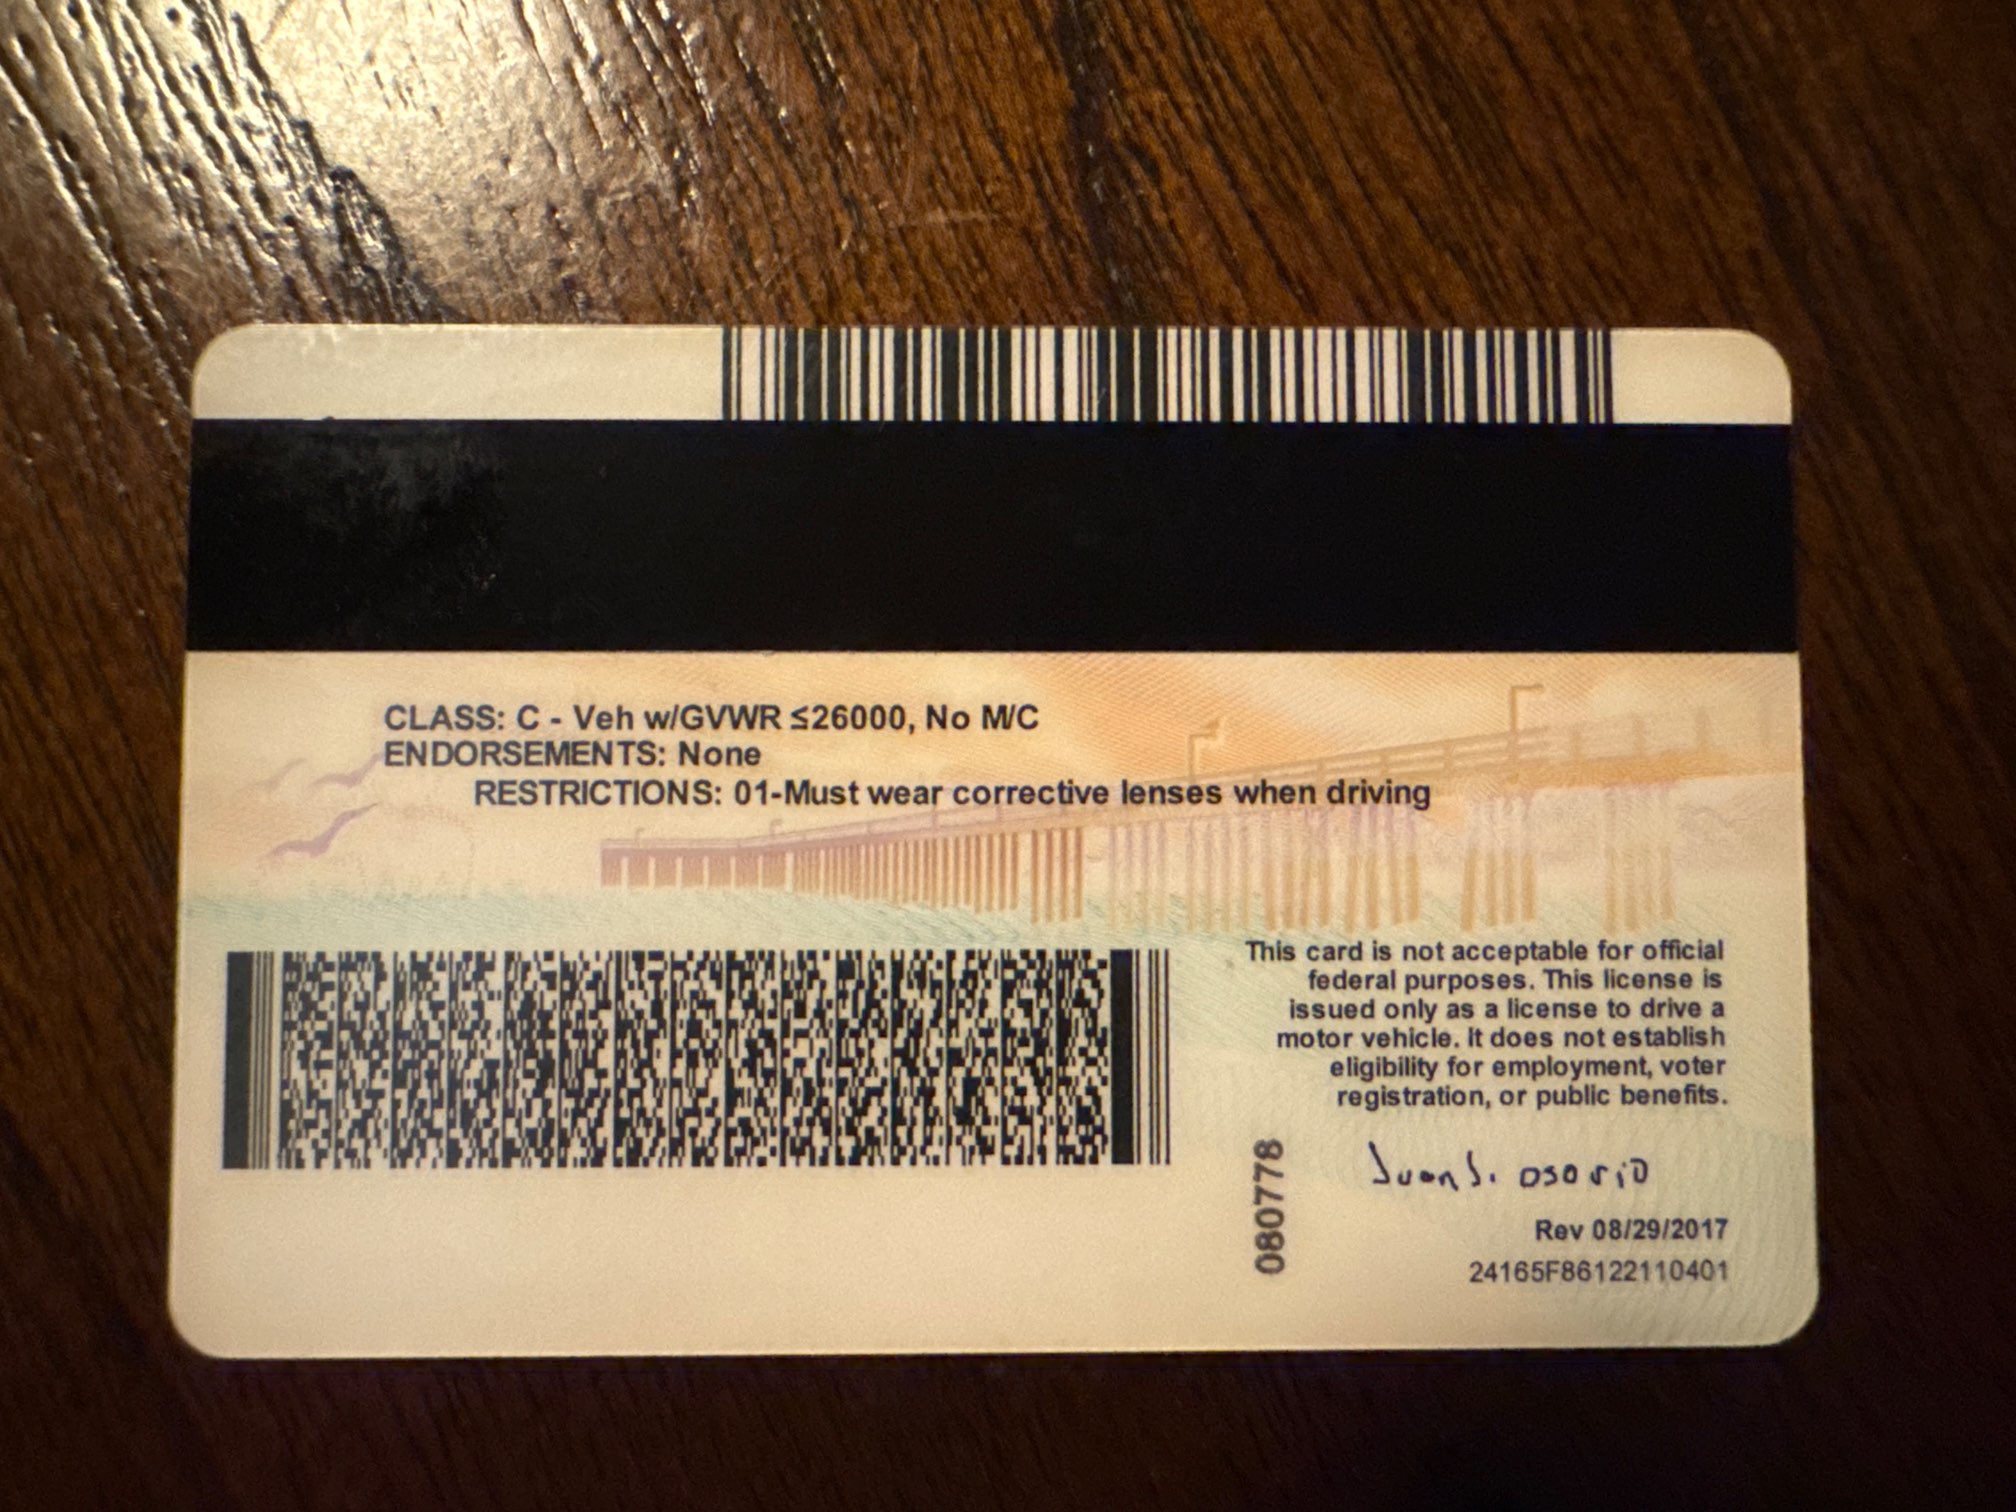 CLASS: C - Veh w/GVWR ≤26000, No M/C
ENDORSEMENTS: None
RESTRICTIONS: 01-Must wear corrective lenses when driving
This card is not acceptable for official
federal purposes. This license is
issued only as a license to drive a
motor vehicle. It does not establish
eligibility for employment, voter
registration, or public benefits.
080778
Juan J. osorio
Rev 08/29/2017
24165F86122110401